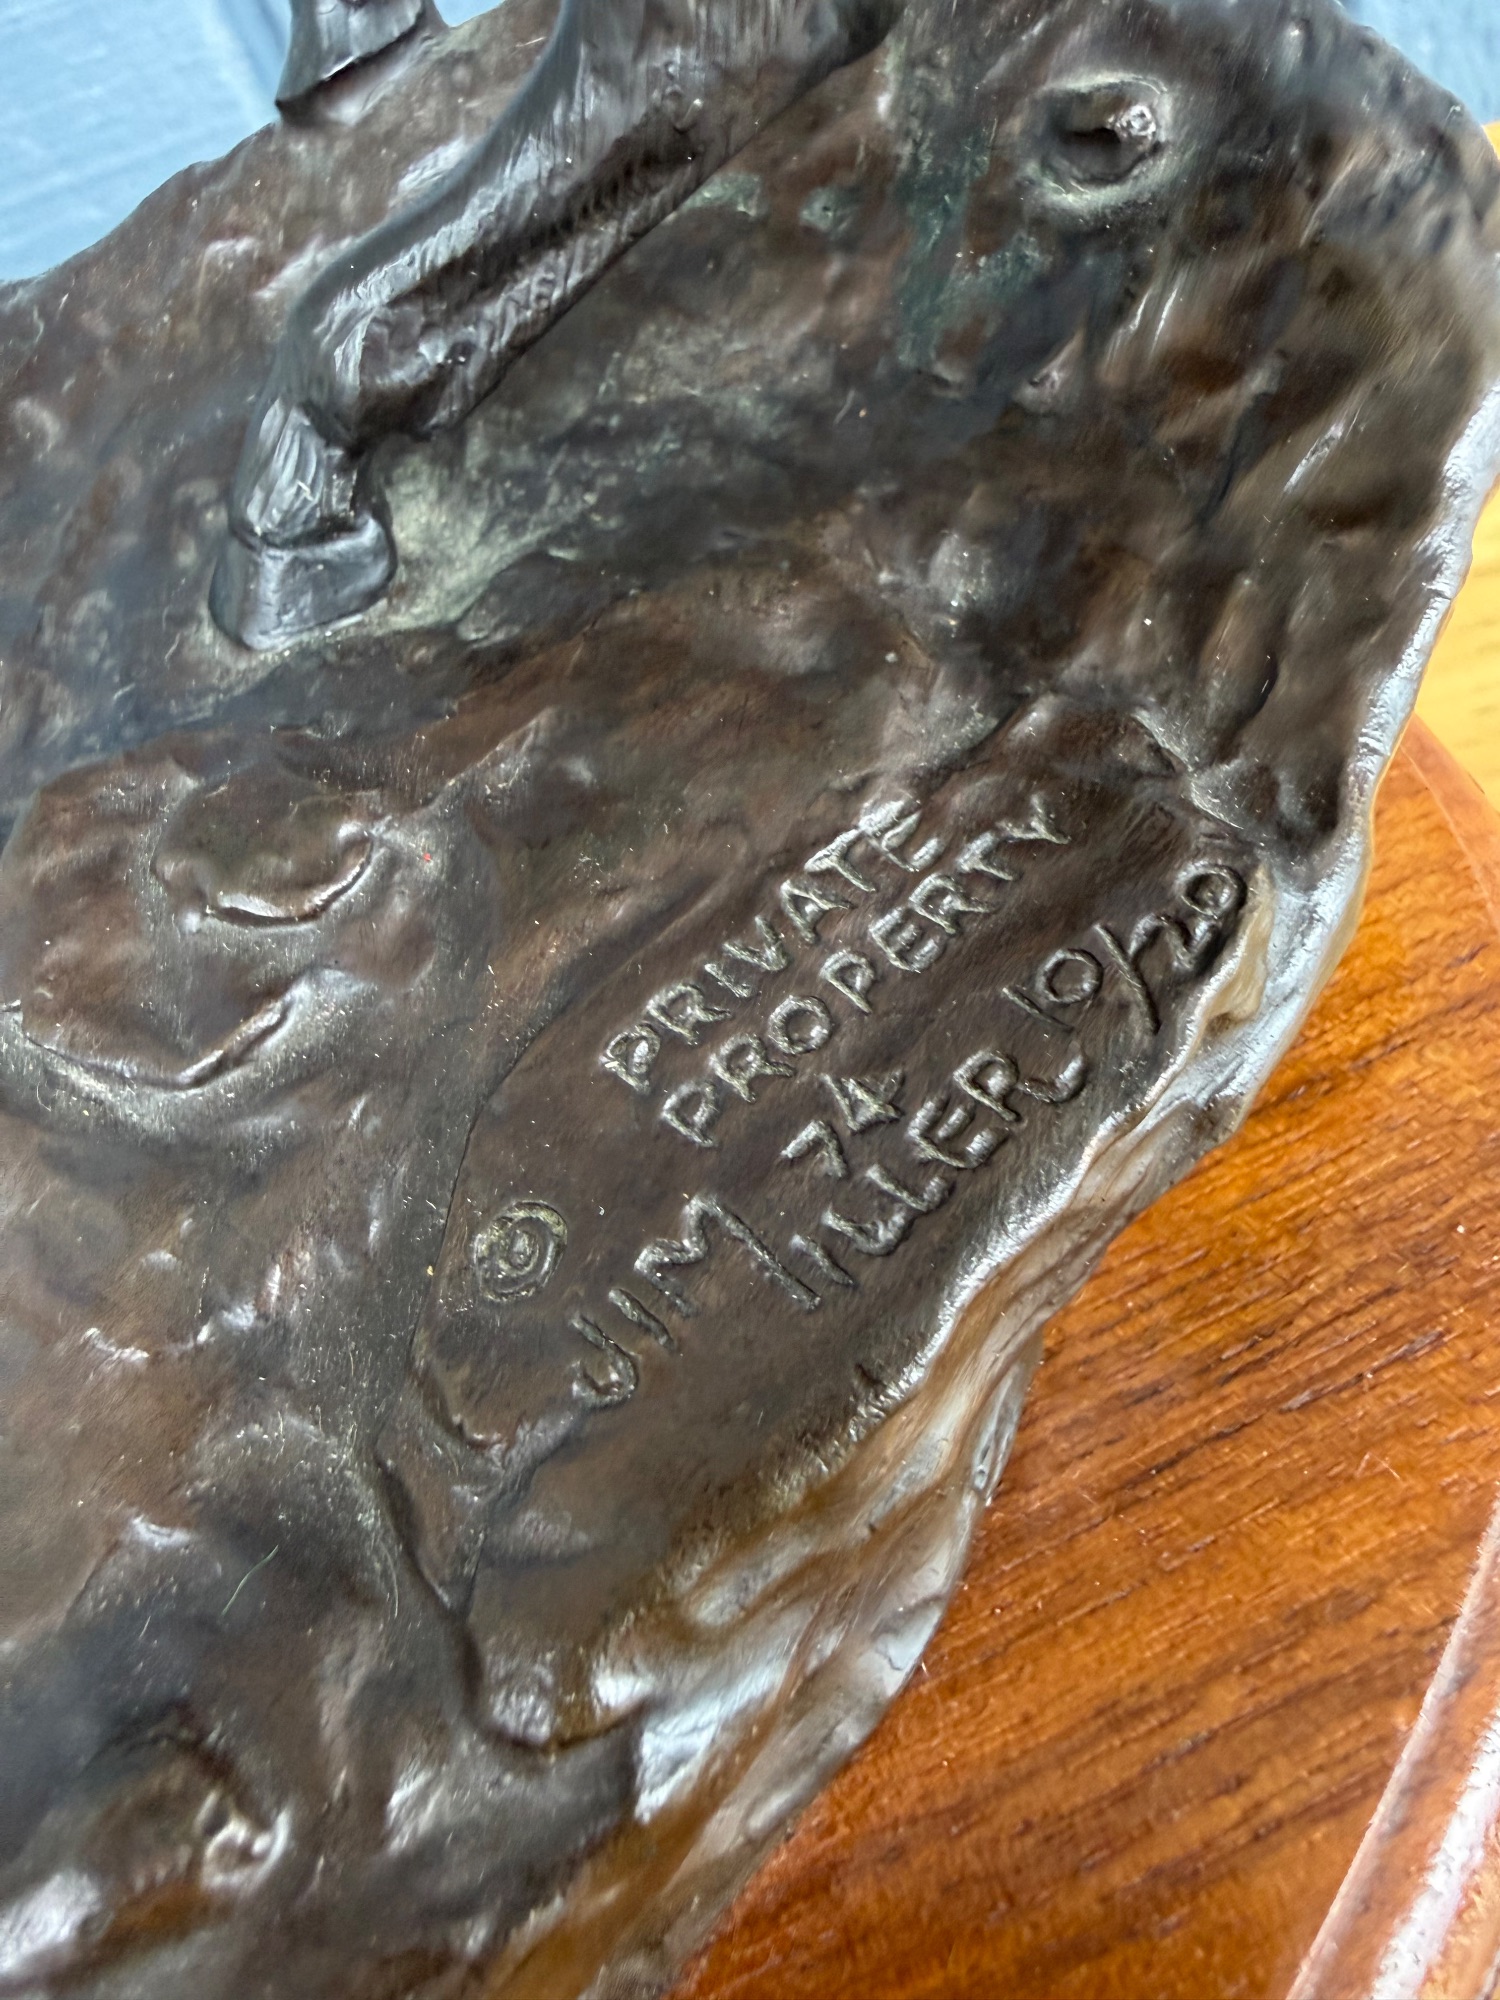 PRIVATE
PROPERTY
74
©
JIM MILLER 10/20